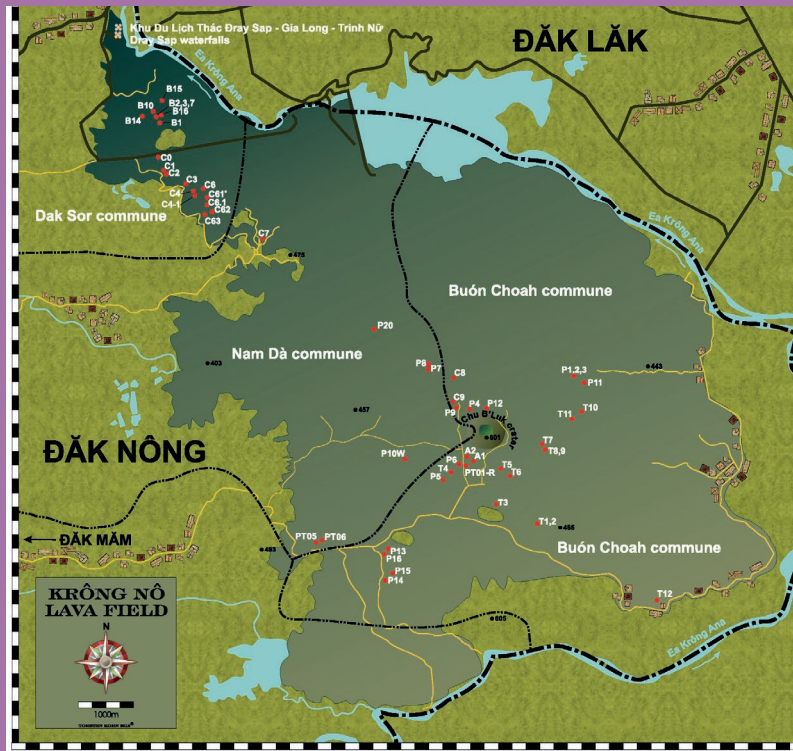 Khu Du Lịch Thác Đray Sap - Gia Long - Trinh Nữ
Dray Sap waterfalls
ĐĂK LĂK
Ea Krông Ana
B15
B10
B2,3,7
B16
B14
B1
C0
C1
C2
C3
C6
C4
C61'
C4-1
C6.1
C62
C63
Dak Sor commune
C7
475
Ea Krông Ana
Buón Choah commune
P20
Nam Dà commune
403
P8
P7
C8
P1.2,3
443
P11
C9
P4
P12
P9
457
T10
T11
Chu B'Luk crater
601
ĐĂK NÔNG
T7
T8,9
P10W
A2
A1
P6
PT01-R
T4
P5
T5
T6
T3
T1,2
455
PT05
PT06
483
ĐĂK MĂM
P13
P16
Buón Choah commune
P15
P14
T12
605
Ea Krông Ana
KRÔNG NÔ
LAVA FIELD
N
1000m